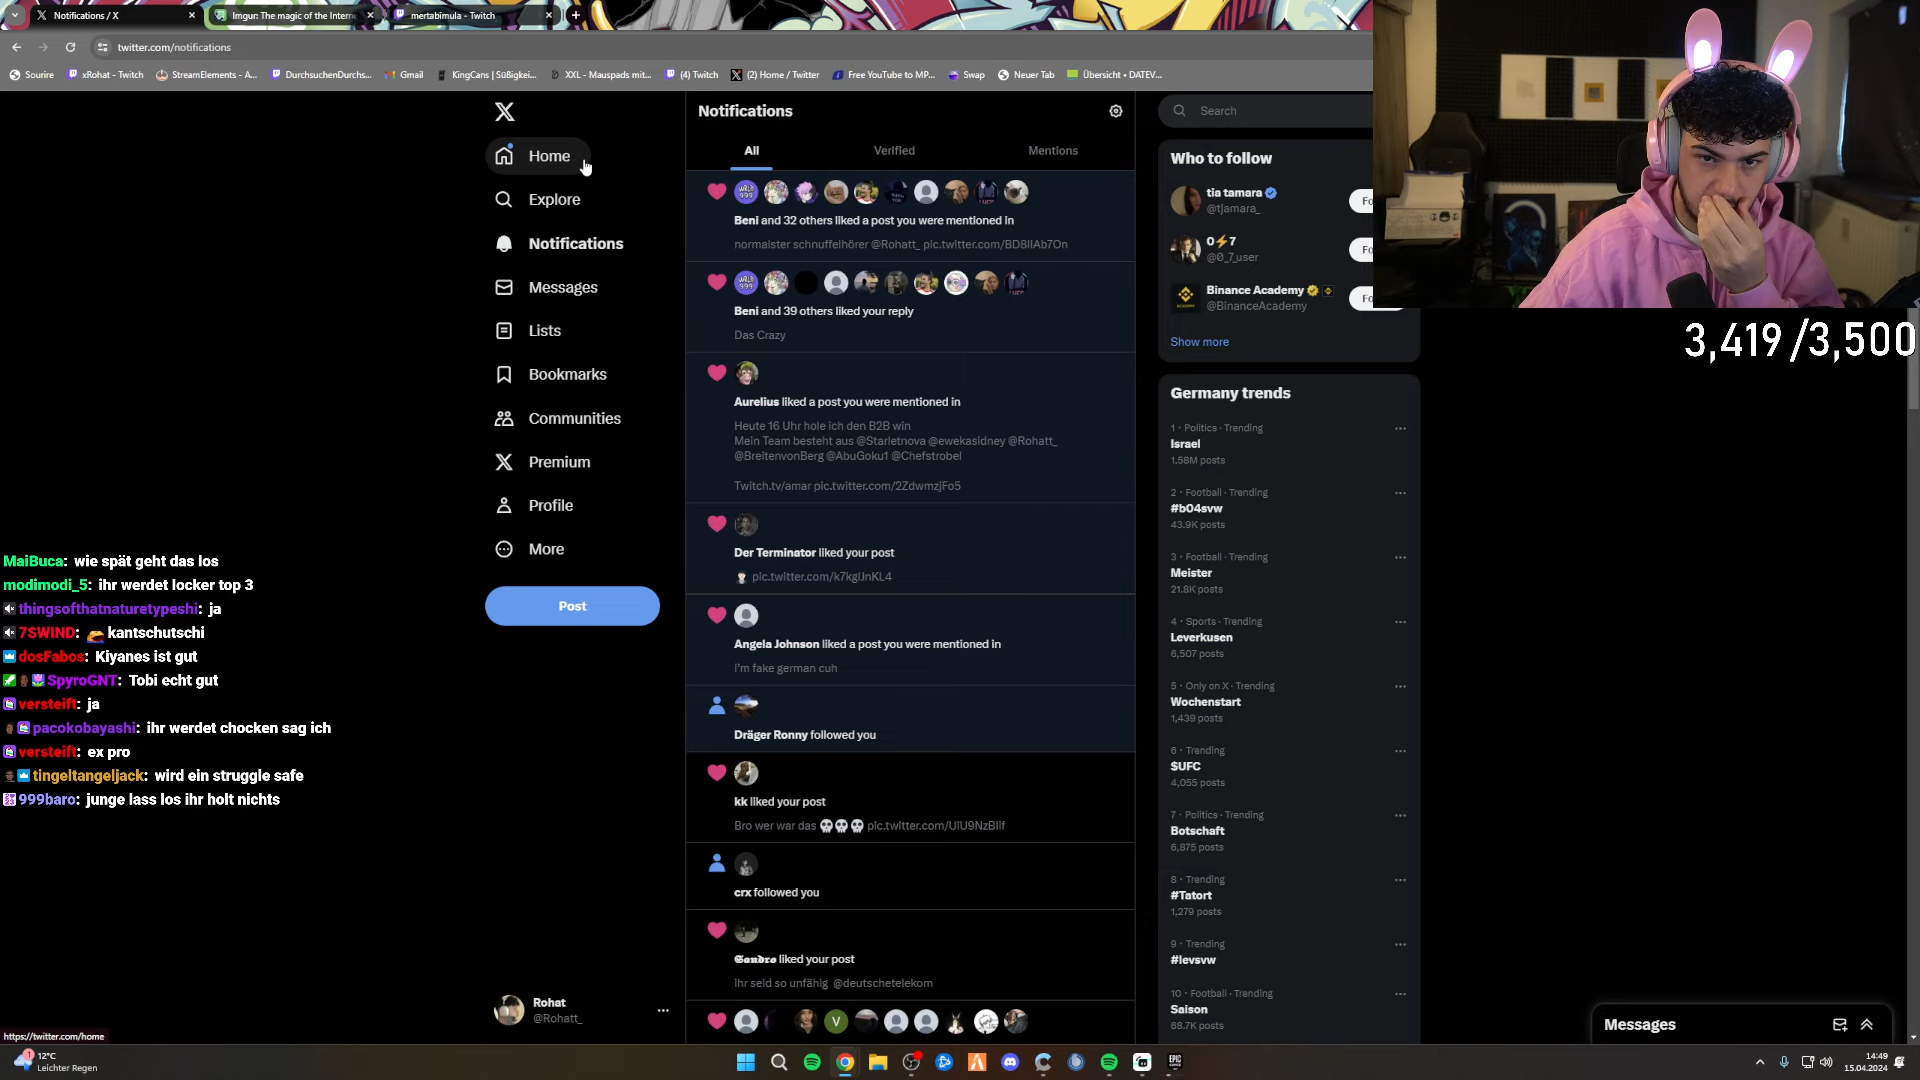 Notifications / X
Imgur: The magic of the Interne
mertabimula - Twitch
twitter.com/notifications
Sourire
xRohat - Twitch
StreamElements - A...
DurchsuchenDurchs...
Gmail
KingCans | Süßigkei...
XXL - Mauspads mit...
(4) Twitch
(2) Home / Twitter
Free YouTube to MP...
Swap
Neuer Tab
Übersicht • DATEV...
Home
Explore
Notifications
Messages
Lists
Bookmarks
Communities
Premium
Profile
More
Post
Rohat
@Rohatt_
Notifications
All
Verified
Mentions
Beni and 32 others liked a post you were mentioned in
normalster schnuffelhörer @Rohatt_ pic.twitter.com/BD8IIAb7On
Beni and 39 others liked your reply
Das Crazy
Aurelius liked a post you were mentioned in
Heute 16 Uhr hole ich den B2B win
Mein Team besteht aus @Starletnova @ewekasidney @Rohatt_
@BreitenvonBerg @AbuGoku1 @Chefstrobel
Twitch.tv/amar pic.twitter.com/2ZdwmzjFo5
Der Terminator liked your post
pic.twitter.com/k7kglJnKL4
Angela Johnson liked a post you were mentioned in
i'm fake german cuh
Dräger Ronny followed you
kk liked your post
Bro wer war das 💀💀💀 pic.twitter.com/UiU9NzBIif
crx followed you
𝕾𝖆𝖓𝖉𝖗𝖔 liked your post
Ihr seid so unfähig @deutschetelekom
V
Search
Who to follow
tia tamara
@tjamara_
Fo
0⚡7
@0_7_user
Fo
Binance Academy
@BinanceAcademy
Fo
Show more
Germany trends
1 · Politics · Trending
Israel
1.58M posts
2 · Football · Trending
#b04svw
43.9K posts
3 · Football · Trending
Meister
21.8K posts
4 · Sports · Trending
Leverkusen
6,507 posts
5 · Only on X · Trending
Wochenstart
1,439 posts
6 · Trending
$UFC
4,055 posts
7 · Politics · Trending
Botschaft
6,875 posts
8 · Trending
#Tatort
1,279 posts
9 · Trending
#levsvw
10 · Football · Trending
Saison
68.7K posts
3,419 /3,500
MaiBuca: wie spät geht das los
modimodi_5: ihr werdet locker top 3
thingsofthatnaturetypeshi: ja
7SWIND: kantschutschi
dosFabos: Kiyanes ist gut
SpyroGNT: Tobi echt gut
versteift: ja
pacokobayashi: ihr werdet chocken sag ich
versteift: ex pro
tingeltangeljack: wird ein struggle safe
999baro: junge lass los ihr holt nichts
Messages
https://twitter.com/home
1
12°C
Leichter Regen
EPIC
14:49
15.04.2024